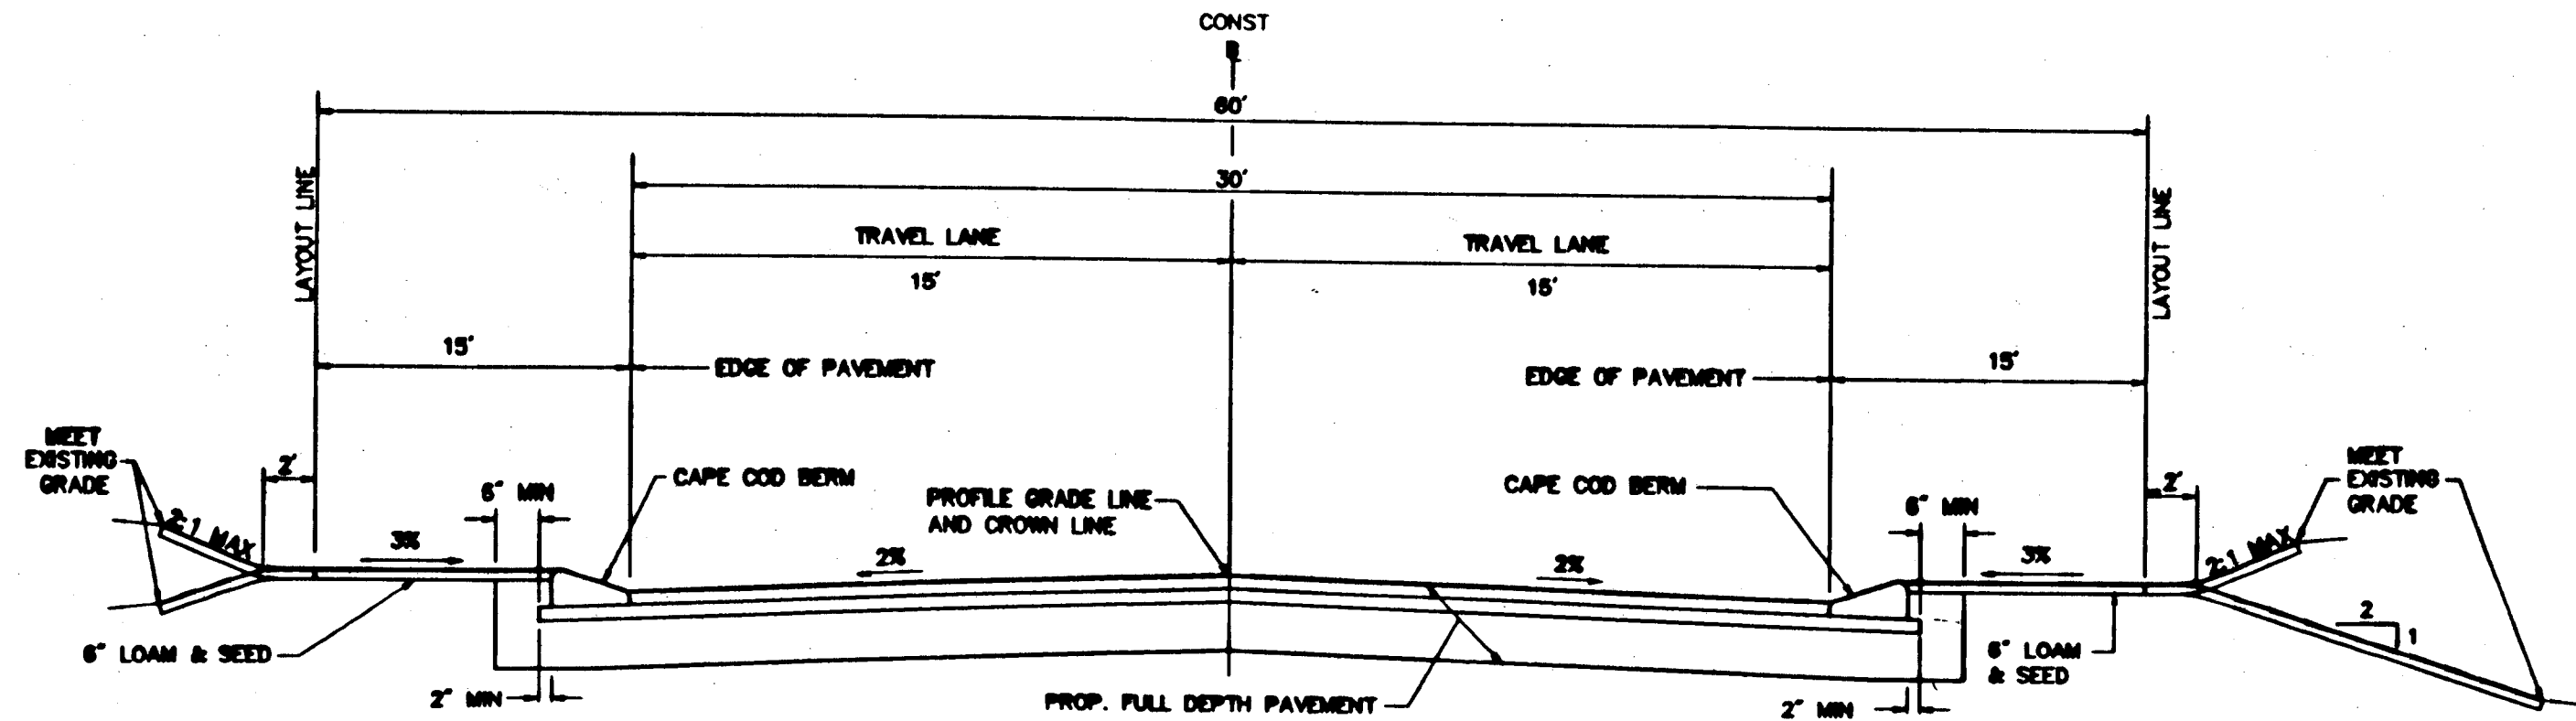 CONST
60'
30'
LAYOUT LINE
LAYOUT LINE
TRAVEL LANE
TRAVEL LANE
15'
15'
15'
EDGE OF PAVEMENT
EDGE OF PAVEMENT
15'
MEET
EXISTING
GRADE
2'
6" MIN
CAPE COD BERM
PROFILE GRADE LINE
AND CROWN LINE
CAPE COD BERM
6" MIN
2'
MEET
EXISTING
GRADE
2:1 MAX
3%
2%
2%
3%
2:1 MAX
2
1
6" LOAM & SEED
6" LOAM
& SEED
2" MIN
PROP. FULL DEPTH PAVEMENT
2" MIN